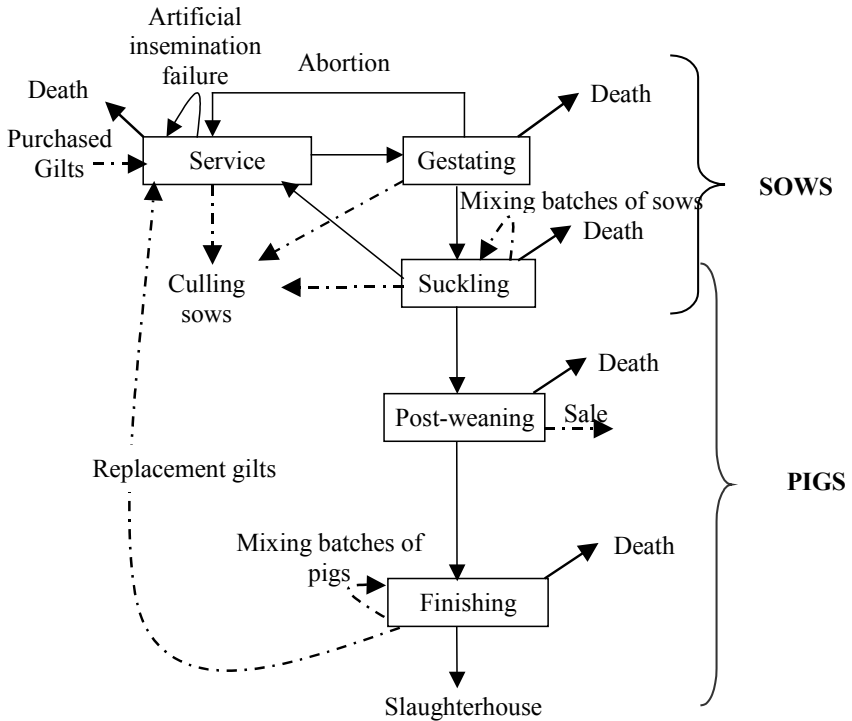 Artificial
insemination
failure
Abortion
Death
Death
Purchased
Gilts
Service
Gestating
SOWS
Mixing batches of sows
Death
Culling
sows
Suckling
Death
Post-weaning
Sale
Replacement gilts
PIGS
Mixing batches of
pigs
Death
Finishing
Slaughterhouse